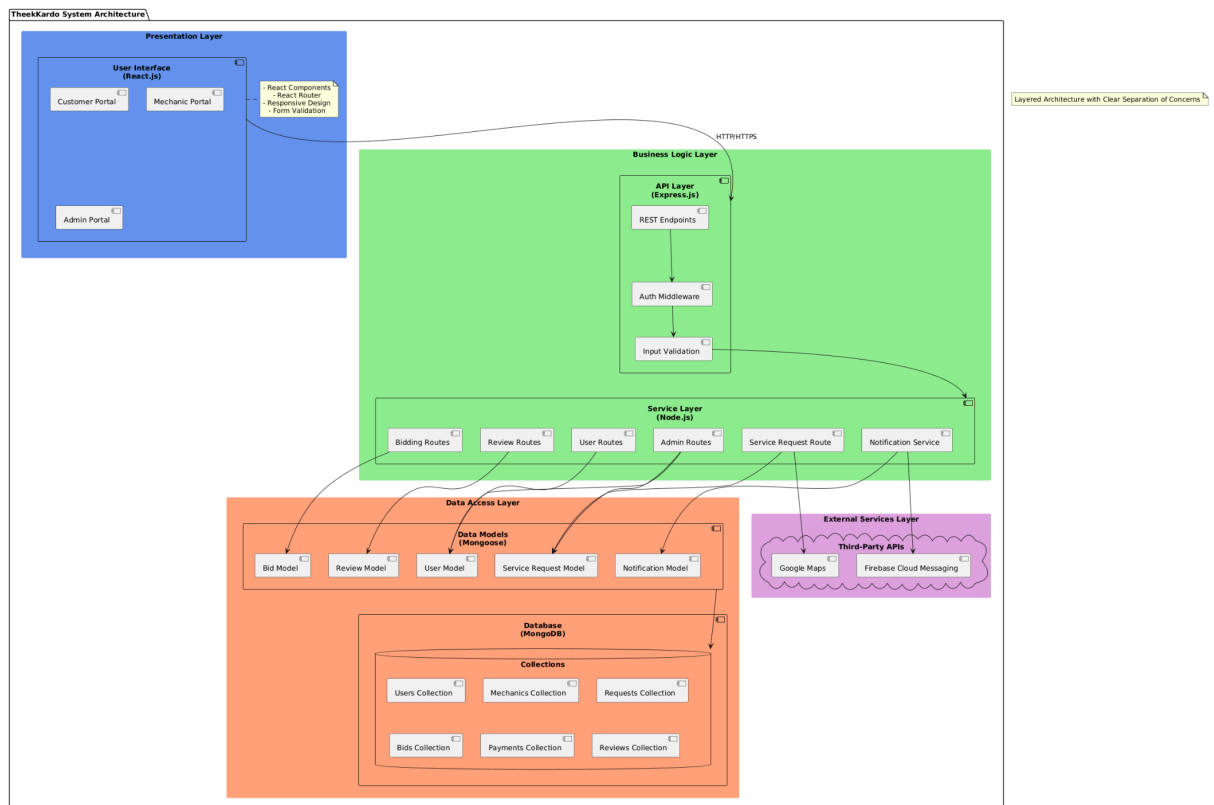 TheekKardo System Architecture
Presentation Layer
User Interface
(React.js)
Customer Portal
Mechanic Portal
Admin Portal
- React Components
- React Router
- Responsive Design
- Form Validation
Layered Architecture with Clear Separation of Concerns
HTTP/HTTPS
Business Logic Layer
API Layer
(Express.js)
REST Endpoints
Auth Middleware
Input Validation
Service Layer
(Node.js)
Bidding Routes
Review Routes
User Routes
Admin Routes
Service Request Route
Notification Service
Data Access Layer
Data Models
(Mongoose)
Bid Model
Review Model
User Model
Service Request Model
Notification Model
External Services Layer
Third-Party APIs
Google Maps
Firebase Cloud Messaging
Database
(MongoDB)
Collections
Users Collection
Mechanics Collection
Requests Collection
Bids Collection
Payments Collection
Reviews Collection